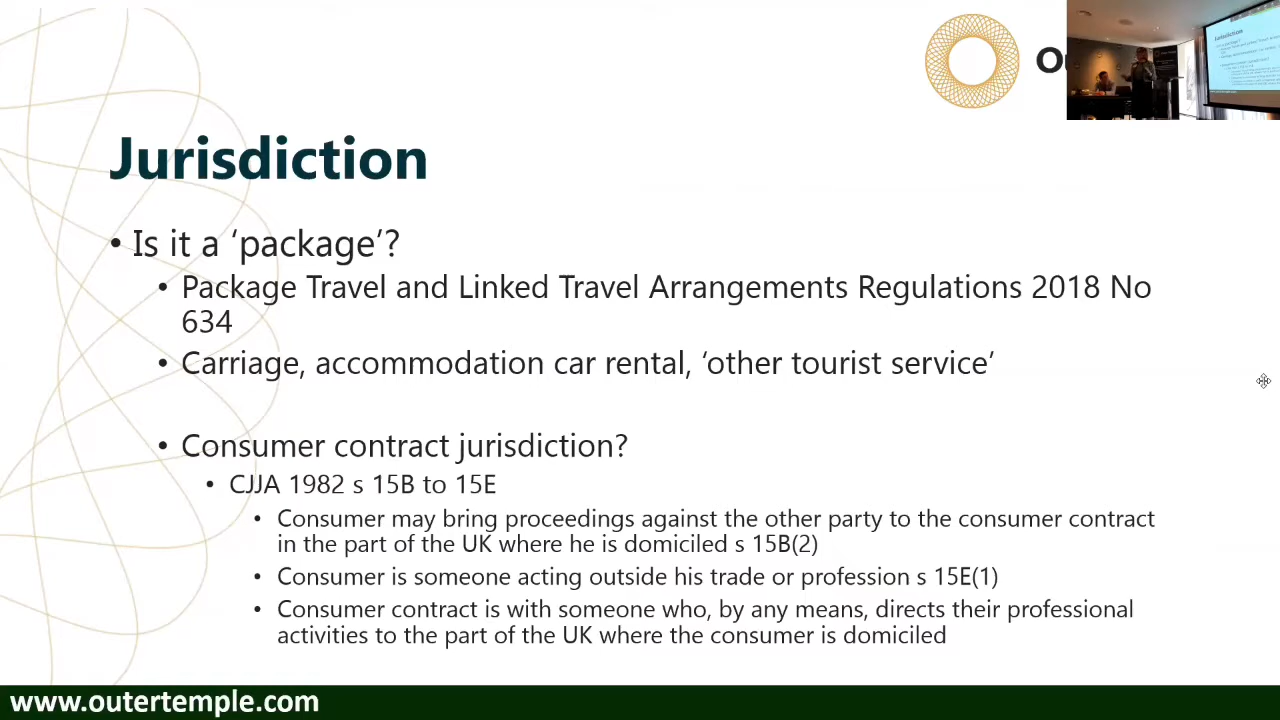 Jurisdiction
• Is it a ‘package’?
• Package Travel and Linked Travel Arrangements Regulations 2018 No
634
• Carriage, accommodation car rental, ‘other tourist service’
• Consumer contract jurisdiction?
• CJJA 1982 s 15B to 15E
• Consumer may bring proceedings against the other party to the consumer contract
in the part of the UK where he is domiciled s 15B(2)
• Consumer is someone acting outside his trade or profession s 15E(1)
• Consumer contract is with someone who, by any means, directs their professional
activities to the part of the UK where the consumer is domiciled
www.outertemple.com